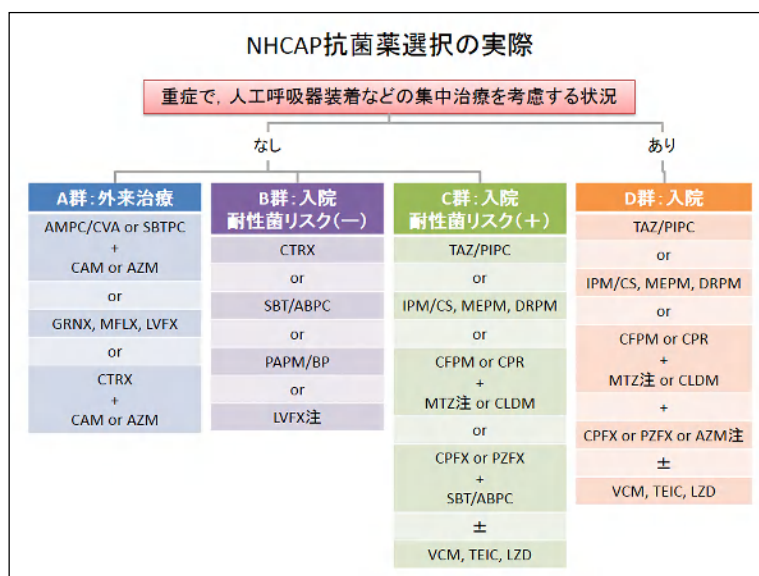 NHCAP抗菌薬選択の実際
重症で，人工呼吸器装着などの集中治療を考慮する状況
なし
あり
A群：外来治療
AMPC/CVA or SBTPC
+
CAM or AZM
or
GRNX, MFLX, LVFX
or
CTRX
+
CAM or AZM
B群：入院
耐性菌リスク（－）
CTRX
or
SBT/ABPC
or
PAPM/BP
or
LVFX注
C群：入院
耐性菌リスク（＋）
TAZ/PIPC
or
IPM/CS, MEPM, DRPM
or
CFPM or CPR
+
MTZ注 or CLDM
or
CPFX or PZFX
+
SBT/ABPC
±
VCM, TEIC, LZD
D群：入院
TAZ/PIPC
or
IPM/CS, MEPM, DRPM
or
CFPM or CPR
+
MTZ注 or CLDM
+
CPFX or PZFX or AZM注
±
VCM, TEIC, LZD